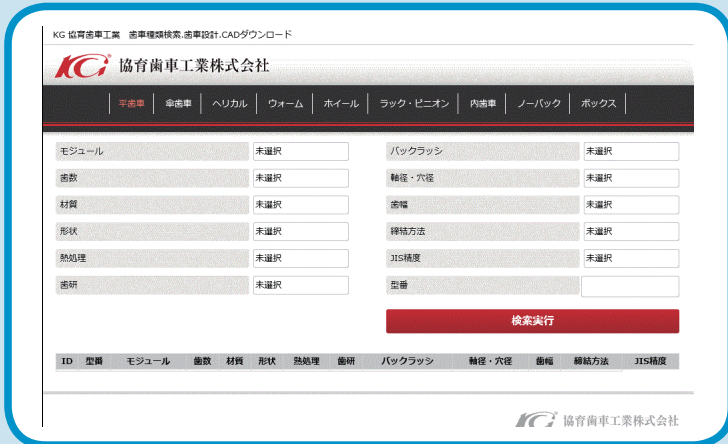 KG 協育歯車工業 歯車種類検索.歯車設計.CADダウンロード
KG 協育歯車工業株式会社
平歯車 傘歯車 ヘリカル ウォーム ホイール ラック・ピニオン 内歯車 ノーバック ボックス
モジュール 未選択 バックラッシ 未選択
歯数 未選択 軸径・穴径 未選択
材質 未選択 歯幅 未選択
形状 未選択 締結方法 未選択
熱処理 未選択 JIS精度 未選択
歯研 未選択 型番
検索実行
ID 型番 モジュール 歯数 材質 形状 熱処理 歯研 バックラッシ 軸径・穴径 歯幅 締結方法 JIS精度
KG 協育歯車工業株式会社